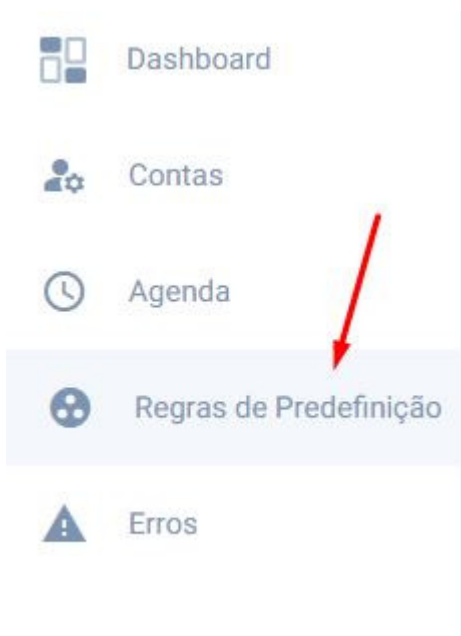 Dashboard
Contas
Agenda
Regras de Predefinição
Erros